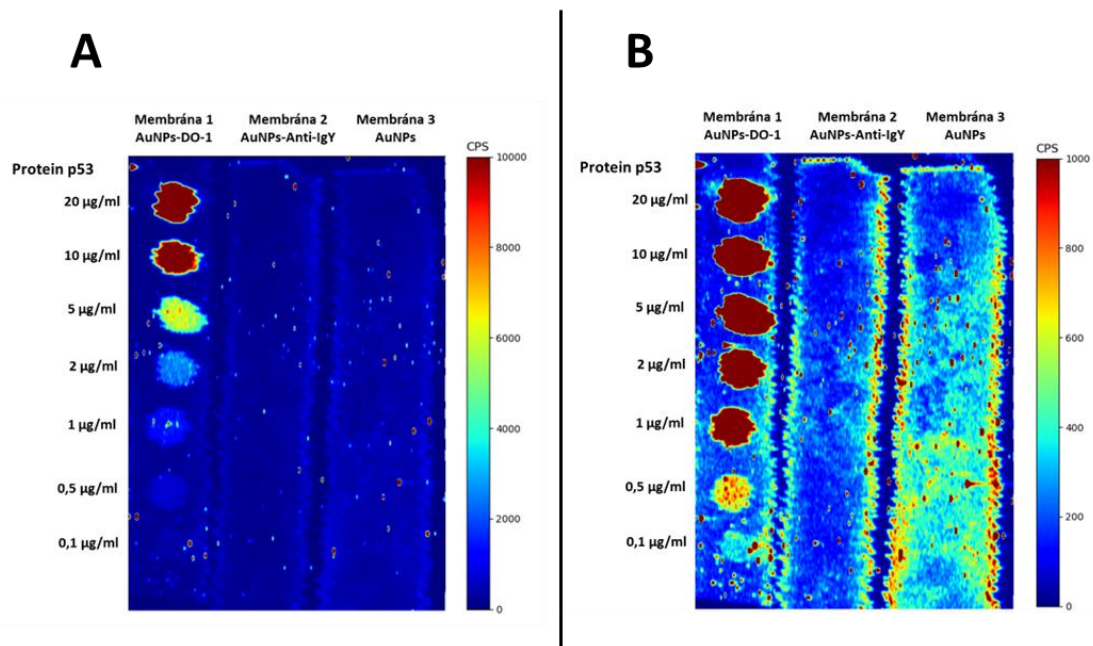 A
Membrána 1
AuNPs-DO-1
Membrána 2
AuNPs-Anti-IgY
Membrána 3
AuNPs
CPS
Protein p53
20 µg/ml
10 µg/ml
5 µg/ml
2 µg/ml
1 µg/ml
0,5 µg/ml
0,1 µg/ml
10000
8000
6000
4000
2000
0
B
Membrána 1
AuNPs-DO-1
Membrána 2
AuNPs-Anti-IgY
Membrána 3
AuNPs
CPS
Protein p53
20 µg/ml
10 µg/ml
5 µg/ml
2 µg/ml
1 µg/ml
0,5 µg/ml
0,1 µg/ml
1000
800
600
400
200
0